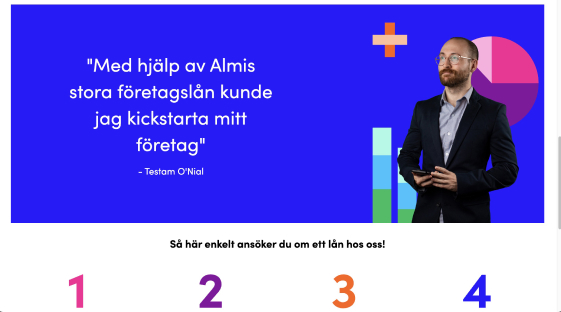 "Med hjälp av Almis
stora företagslån kunde
jag kickstarta mitt
företag"
- Testam O'Nial
Så här enkelt ansöker du om ett lån hos oss!
1 2 3 4